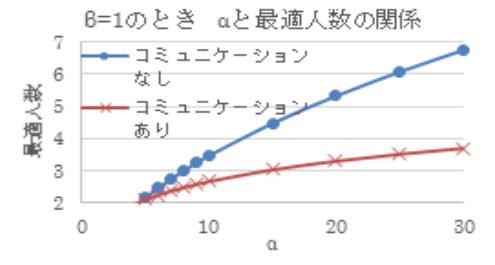 β=1のとき αと最適人数の関係
7
6
5
4
3
2
最適人数
コミュニケーション
なし
コミュニケーション
あり
0 10 20 30
α